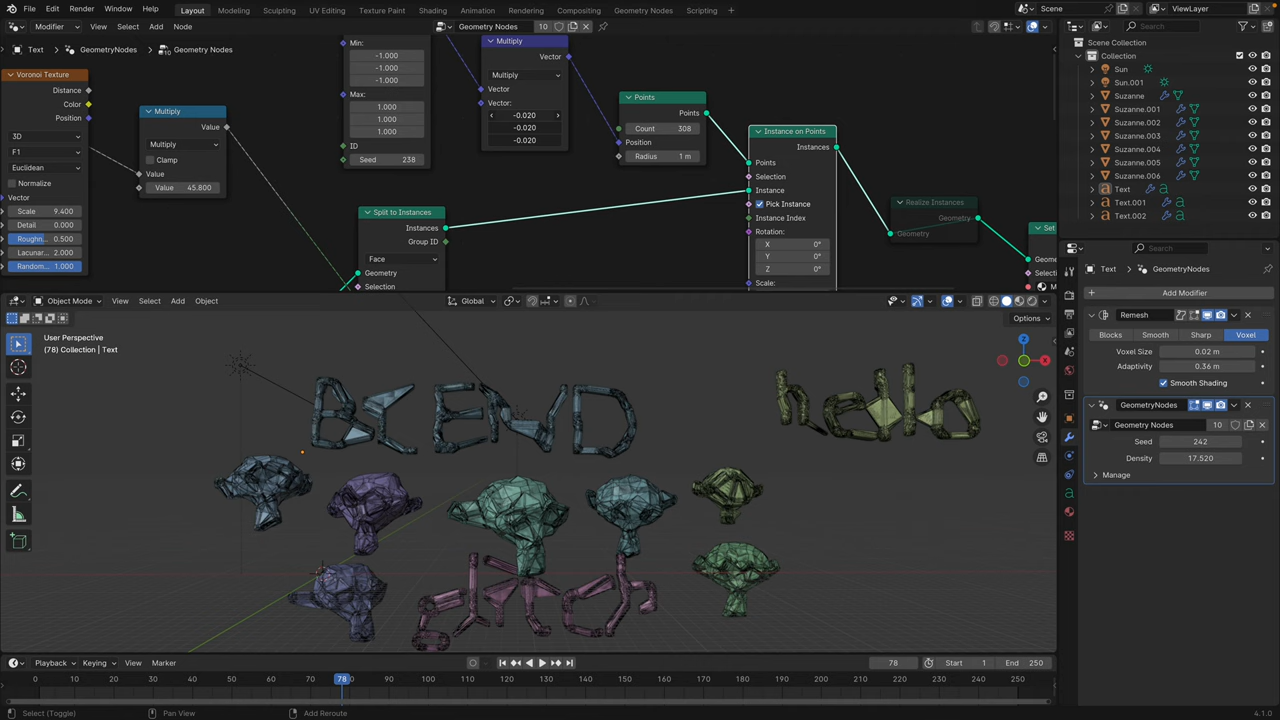 File Edit Render Window Help Layout Modeling Sculpting UV Editing Texture Paint Shading Animation Rendering Compositing Geometry Nodes Scripting + Scene ViewLayer
Modifier View Select Add Node Geometry Nodes 10 Search
Text GeometryNodes Geometry Nodes
Voronoi Texture
Distance
Color
Position
3D
F1
Euclidean
Normalize
Vector
Scale 9.400
Detail 0.000
Roughn... 0.500
Lacunar... 2.000
Random... 1.000
Multiply
Value
Multiply
Clamp
Value
Value 45.800
Min:
-1.000
-1.000
-1.000
Max:
1.000
1.000
1.000
ID
Seed 238
Multiply
Vector
Multiply
Vector
Vector:
-0.020
-0.020
-0.020
Points
Points
Count 308
Position
Radius 1 m
Split to Instances
Instances
Group ID
Face
Geometry
Selection
Instance on Points
Instances
Points
Selection
Instance
Pick Instance
Instance Index
Rotation:
X 0°
Y 0°
Z 0°
Scale:
Realize Instances
Geometry
Geometry
Set
Geome
Selecti
M
Scene Collection
Collection
Sun
Sun.001
Suzanne
Suzanne.001
Suzanne.002
Suzanne.003
Suzanne.004
Suzanne.005
Suzanne.006
Text
Text.001
Text.002
Search
Text GeometryNodes
Add Modifier
Remesh
Blocks Smooth Sharp Voxel
Voxel Size 0.02 m
Adaptivity 0.36 m
Smooth Shading
GeometryNodes
Geometry Nodes 10
Seed 242
Density 17.520
Manage
Object Mode View Select Add Object Global
Options
User Perspective
(78) Collection | Text
Z
X
hello
glitch
Playback Keying View Marker 78 Start 1 End 250
0 10 20 30 40 50 60 70 78 80 90 100 110 120 130 140 150 160 170 180 190 200 210 220 230 240 250
Select (Toggle) Pan View Add Reroute 4.1.0